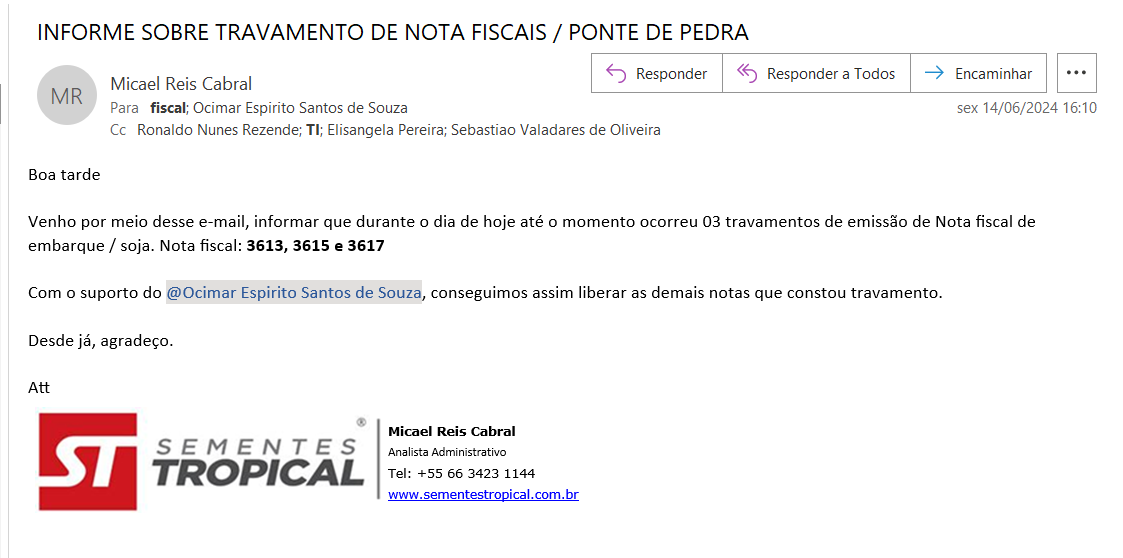 INFORME SOBRE TRAVAMENTO DE NOTA FISCAIS / PONTE DE PEDRA
Responder
Responder a Todos
Encaminhar
MR
Micael Reis Cabral
Para fiscal; Ocimar Espirito Santos de Souza
sex 14/06/2024 16:10
Cc Ronaldo Nunes Rezende; TI; Elisangela Pereira; Sebastiao Valadares de Oliveira
Boa tarde
Venho por meio desse e-mail, informar que durante o dia de hoje até o momento ocorreu 03 travamentos de emissão de Nota fiscal de
embarque / soja. Nota fiscal: 3613, 3615 e 3617
Com o suporto do @Ocimar Espirito Santos de Souza, conseguimos assim liberar as demais notas que constou travamento.
Desde já, agradeço.
Att
ST
SEMENTES ®
TROPICAL
Micael Reis Cabral
Analista Administrativo
Tel: +55 66 3423 1144
www.sementestropical.com.br